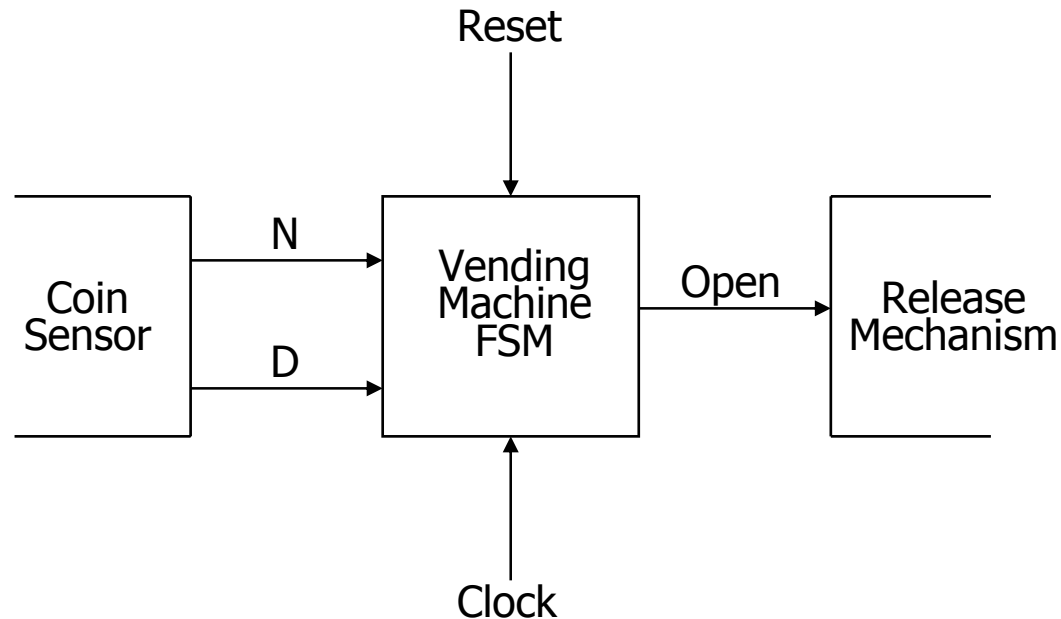 Reset
Coin
Sensor
N
D
Vending
Machine
FSM
Open
Release
Mechanism
Clock